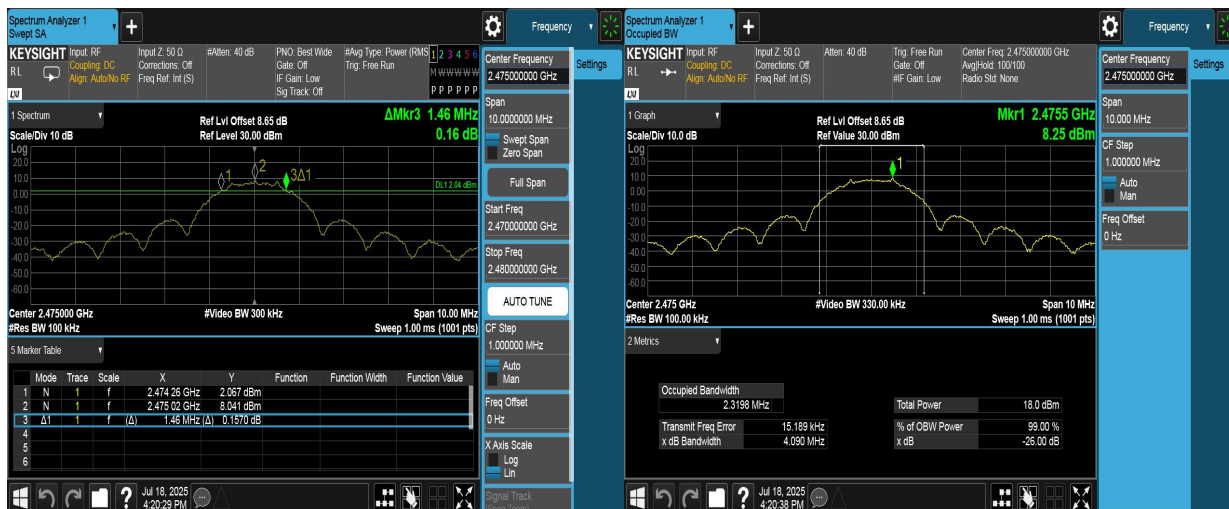 Spectrum Analyzer 1
Swept SA
Frequency
KEYSIGHT
Input: RF
Input Z: 50 Ω
#Atten: 40 dB
PNO: Best Wide
#Avg Type: Power (RMS
1 2 3 4 5 6
RL
Coupling: DC
Corrections: Off
Gate: Off
Trig: Free Run
M W W W W W
Align: Auto/No RF
Freq Ref: Int (S)
IF Gain: Low
P P P P P P
Sig Track: Off
LXI
1 Spectrum
Ref Lvl Offset 8.65 dB
ΔMkr3 1.46 MHz
Scale/Div 10 dB
Ref Level 30.00 dBm
0.16 dB
Log
20.0
10.0
0.00
-10.0
-20.0
-30.0
-40.0
-50.0
-60.0
1
2
3Δ1
DL1 2.04 dBm
Center 2.475000 GHz
#Video BW 300 kHz
Span 10.00 MHz
#Res BW 100 kHz
Sweep 1.00 ms (1001 pts)
5 Marker Table
Mode Trace Scale X Y Function Function Width Function Value
1 N 1 f 2.474 26 GHz 2.067 dBm
2 N 1 f 2.475 02 GHz 8.041 dBm
3 Δ1 1 f (Δ) 1.46 MHz (Δ) 0.1570 dB
4
5
6
Jul 18, 2025
4:20:29 PM
Center Frequency
2.475000000 GHz
Settings
Span
10.0000000 MHz
Swept Span
Zero Span
Full Span
Start Freq
2.470000000 GHz
Stop Freq
2.480000000 GHz
AUTO TUNE
CF Step
1.000000 MHz
Auto
Man
Freq Offset
0 Hz
X Axis Scale
Log
Lin
Signal Track
(Span Zoom)
Spectrum Analyzer 1
Occupied BW
Frequency
KEYSIGHT
Input: RF
Input Z: 50 Ω
Atten: 40 dB
Trig: Free Run
Center Freq: 2.475000000 GHz
RL
Coupling: DC
Corrections: Off
Gate: Off
Avg|Hold: 100/100
Align: Auto/No RF
Freq Ref: Int (S)
#IF Gain: Low
Radio Std: None
LXI
1 Graph
Ref Lvl Offset 8.65 dB
Mkr1 2.4755 GHz
Scale/Div 10.0 dB
Ref Value 30.00 dBm
8.25 dBm
Log
20.0
10.0
0.00
-10.0
-20.0
-30.0
-40.0
-50.0
-60.0
1
Center 2.475 GHz
#Video BW 330.00 kHz
Span 10 MHz
#Res BW 100.00 kHz
Sweep 1.00 ms (1001 pts)
2 Metrics
Occupied Bandwidth
2.3198 MHz
Total Power 18.0 dBm
Transmit Freq Error 15.189 kHz
% of OBW Power 99.00 %
x dB Bandwidth 4.090 MHz
x dB -26.00 dB
Jul 18, 2025
4:20:38 PM
Center Frequency
2.475000000 GHz
Settings
Span
10.000 MHz
CF Step
1.000000 MHz
Auto
Man
Freq Offset
0 Hz